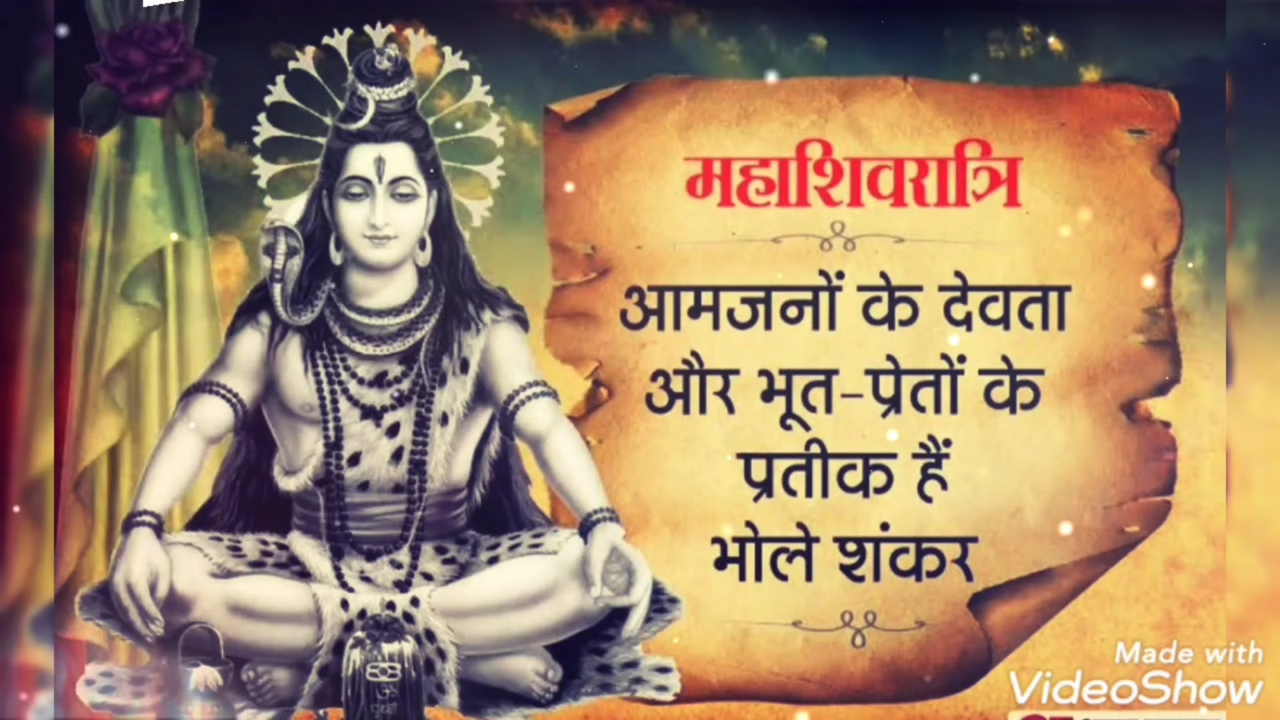 महाशिवरात्रि
आमजनों के देवता
और भूत-प्रेतों के
प्रतीक हैं
भोले शंकर
Made with
VideoShow